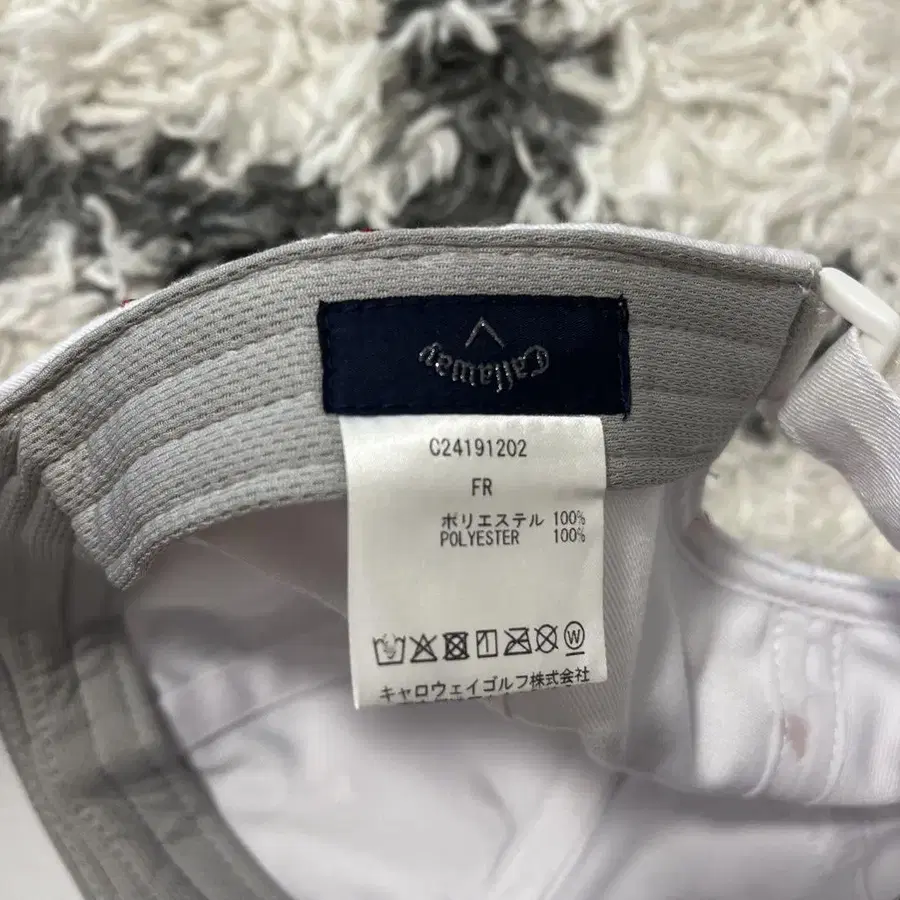 Callaway
C24191202
FR
ポリエステル 100%
POLYESTER 100%
W
キャロウェイゴルフ株式会社